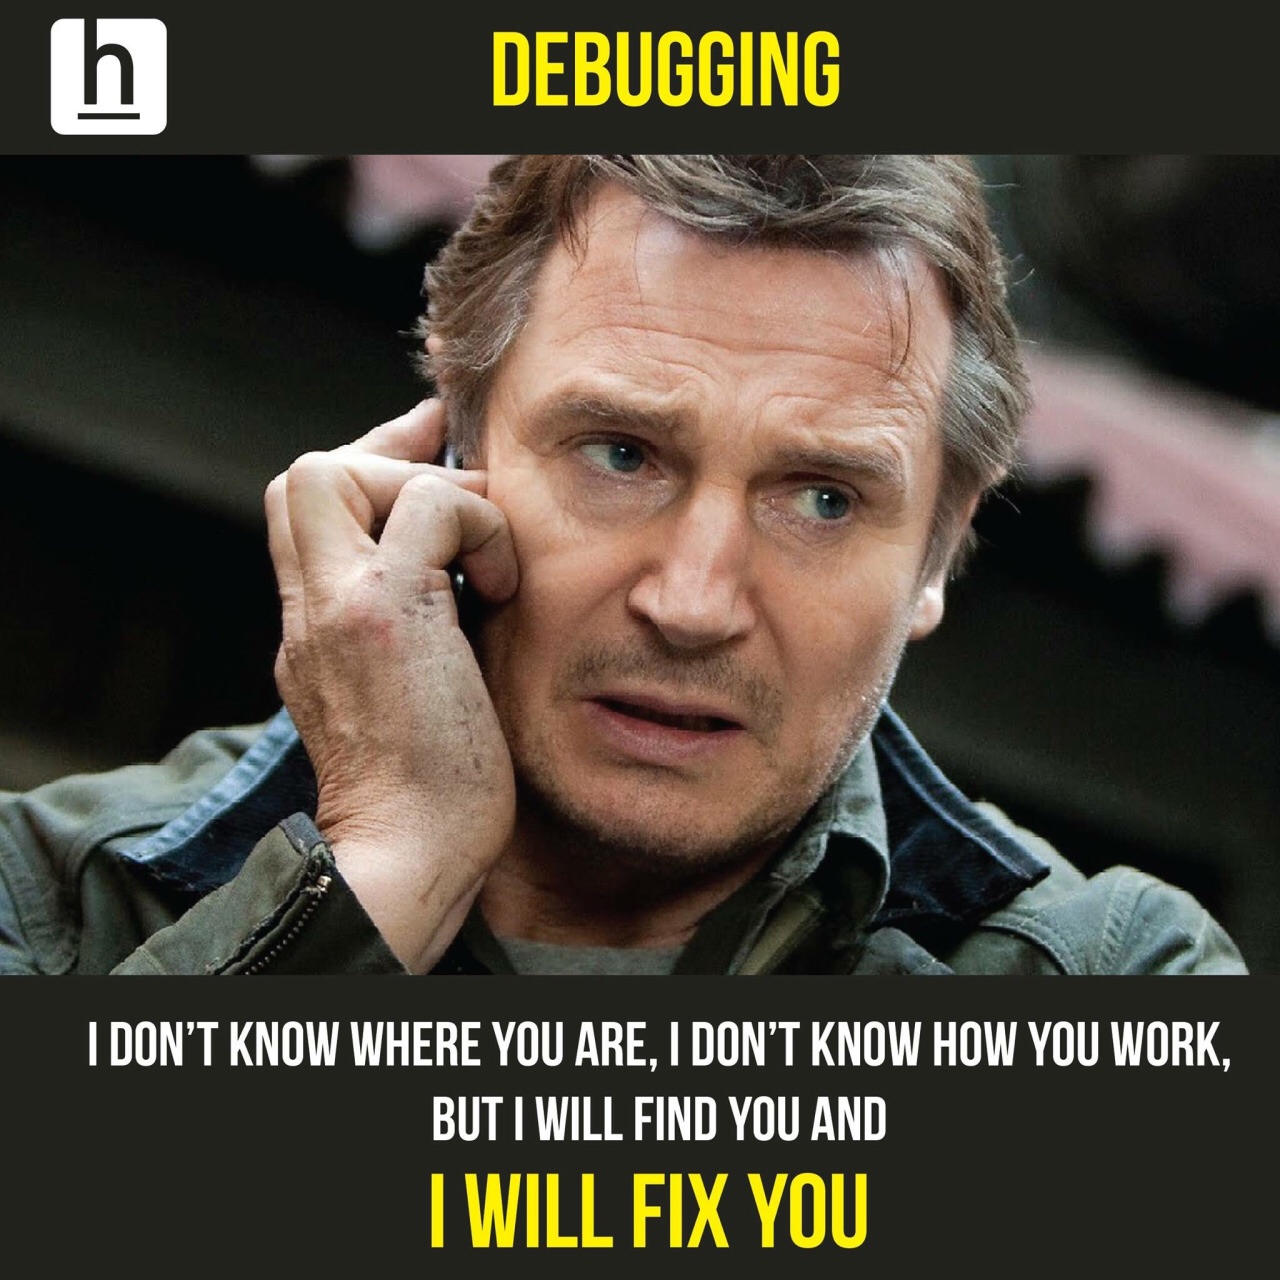 h
DEBUGGING
I DON’T KNOW WHERE YOU ARE, I DON’T KNOW HOW YOU WORK,
BUT I WILL FIND YOU AND
I WILL FIX YOU